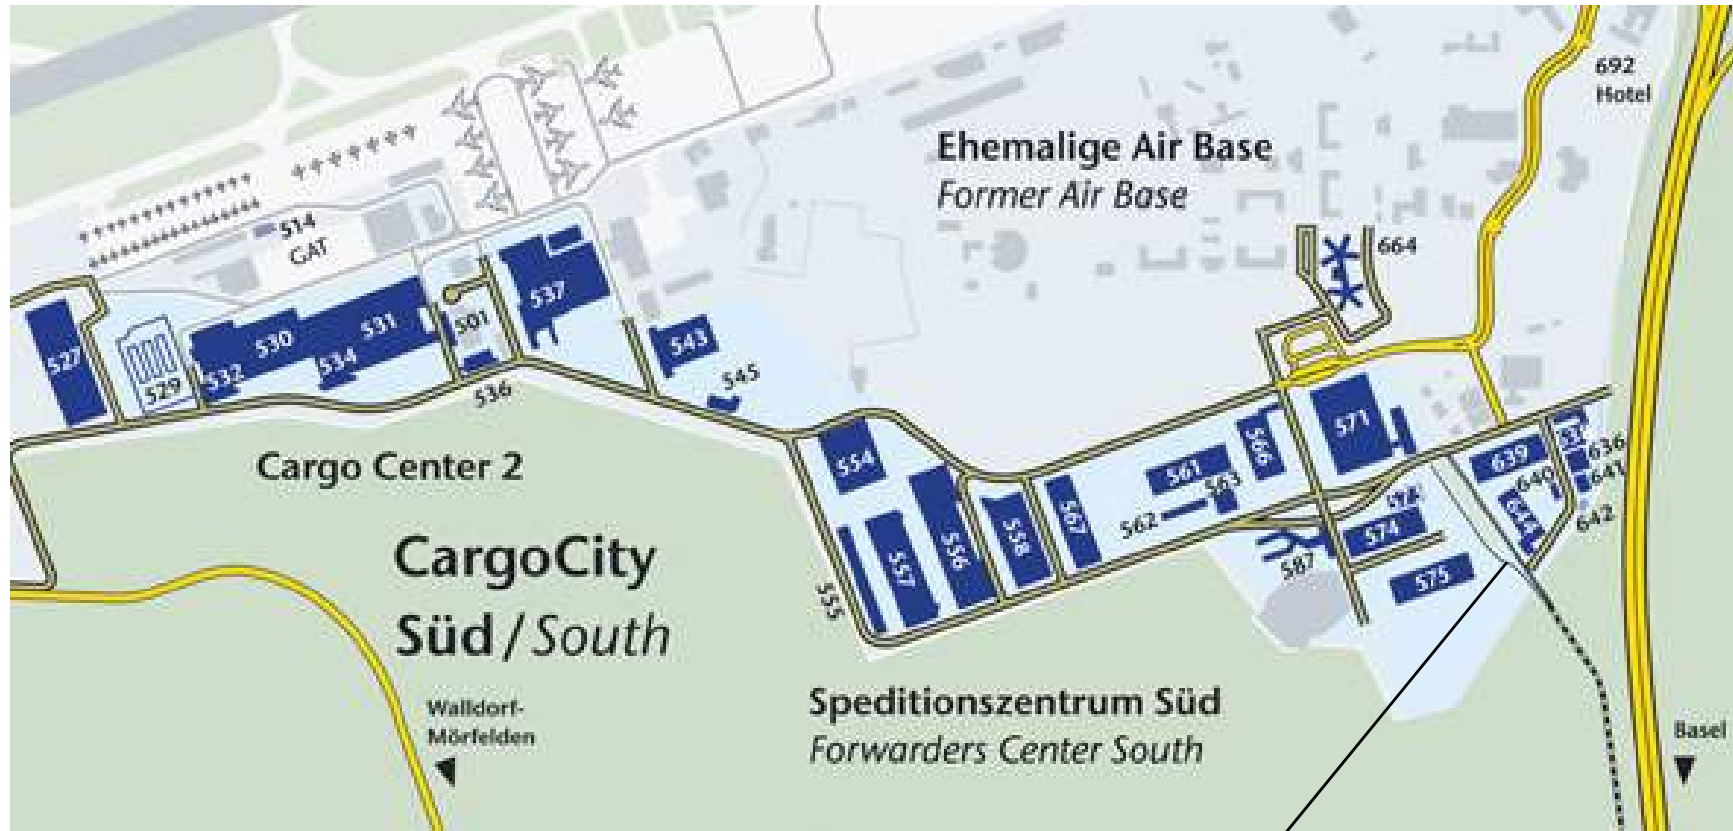 692
Hotel
Ehemalige Air Base
Former Air Base
514
GAT
664
537
531
530
501
534
527
532
529
536
543
545
Cargo Center 2
571
554
566
561
563
562
567
558
556
557
555
639
636
640
641
642
644
574
575
587
CargoCity
Süd / South
Walldorf-
Mörfelden
Speditionszentrum Süd
Forwarders Center South
Basel